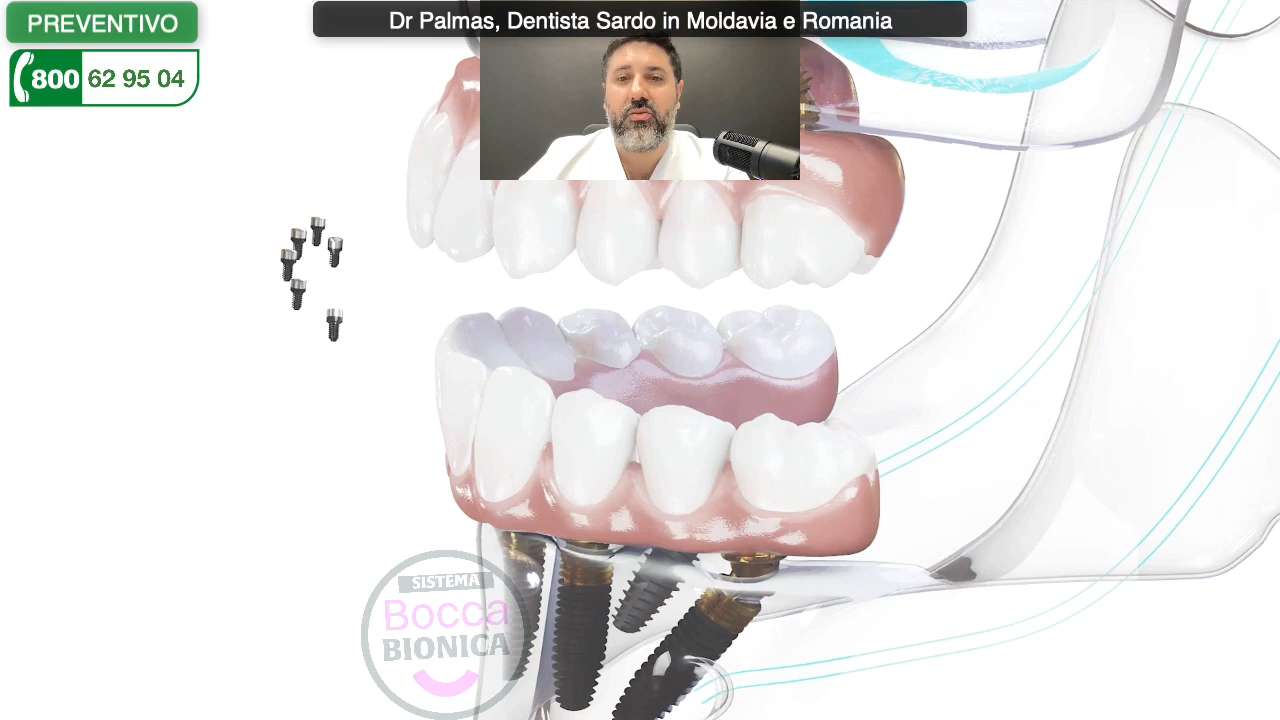 PREVENTIVO
800 62 95 04
Dr Palmas, Dentista Sardo in Moldavia e Romania
SISTEMA
Bocca
BIONICA